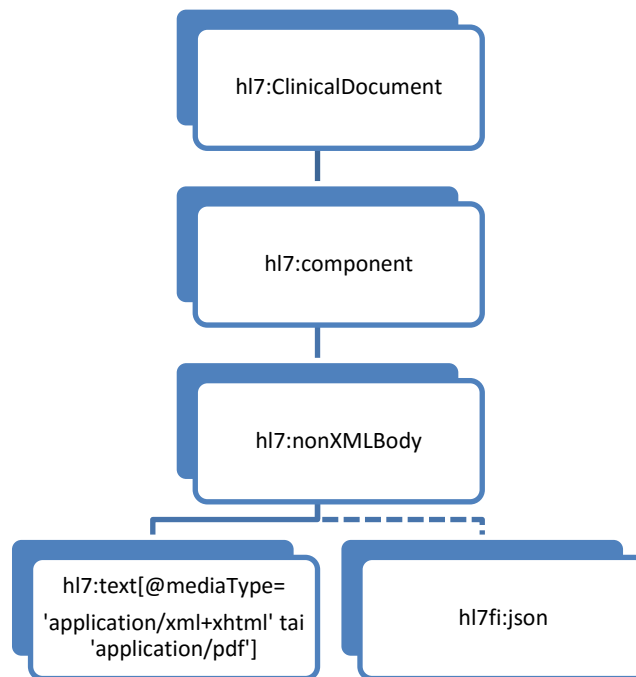 hl7:ClinicalDocument
hl7:component
hl7:nonXMLBody
hl7:text[@mediaType=
'application/xml+xhtml' tai
'application/pdf']
hl7fi:json